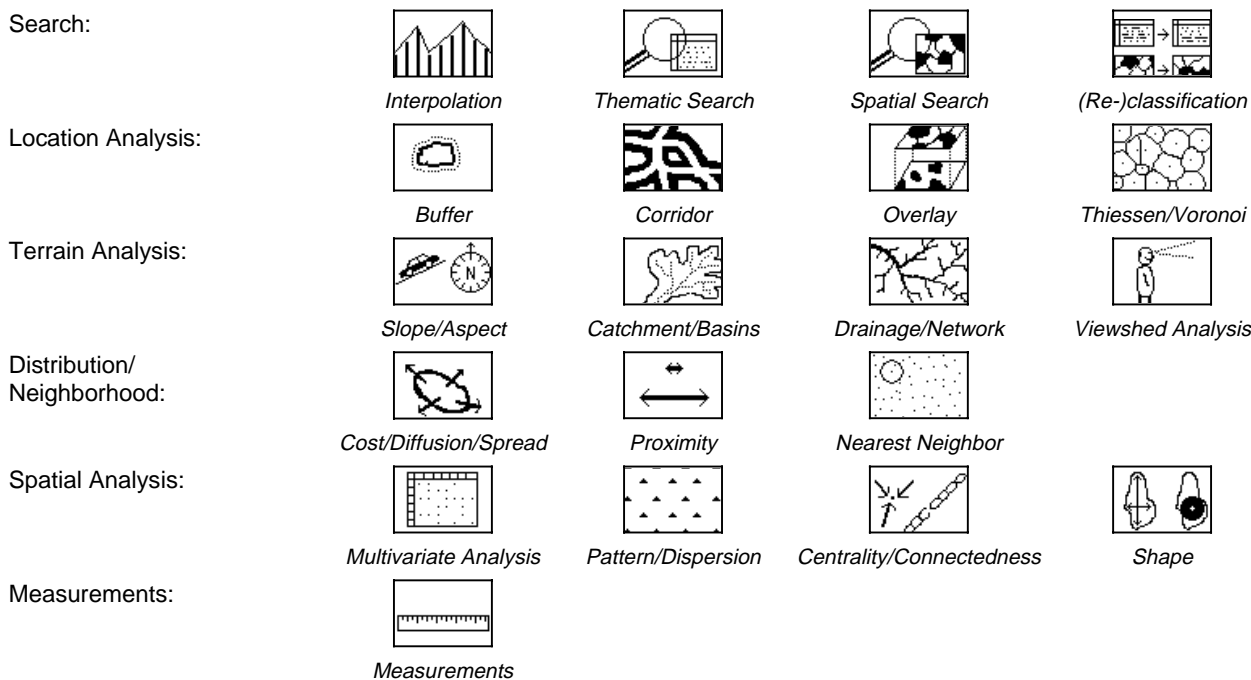 Search:
Interpolation
Thematic Search
Spatial Search
(Re-)classification
Location Analysis:
Buffer
Corridor
Overlay
Thiessen/Voronoi
Terrain Analysis:
N
Slope/Aspect
Catchment/Basins
Drainage/Network
Viewshed Analysis
Distribution/
Neighborhood:
Cost/Diffusion/Spread
Proximity
Nearest Neighbor
Spatial Analysis:
Multivariate Analysis
Pattern/Dispersion
Centrality/Connectedness
Shape
Measurements:
Measurements